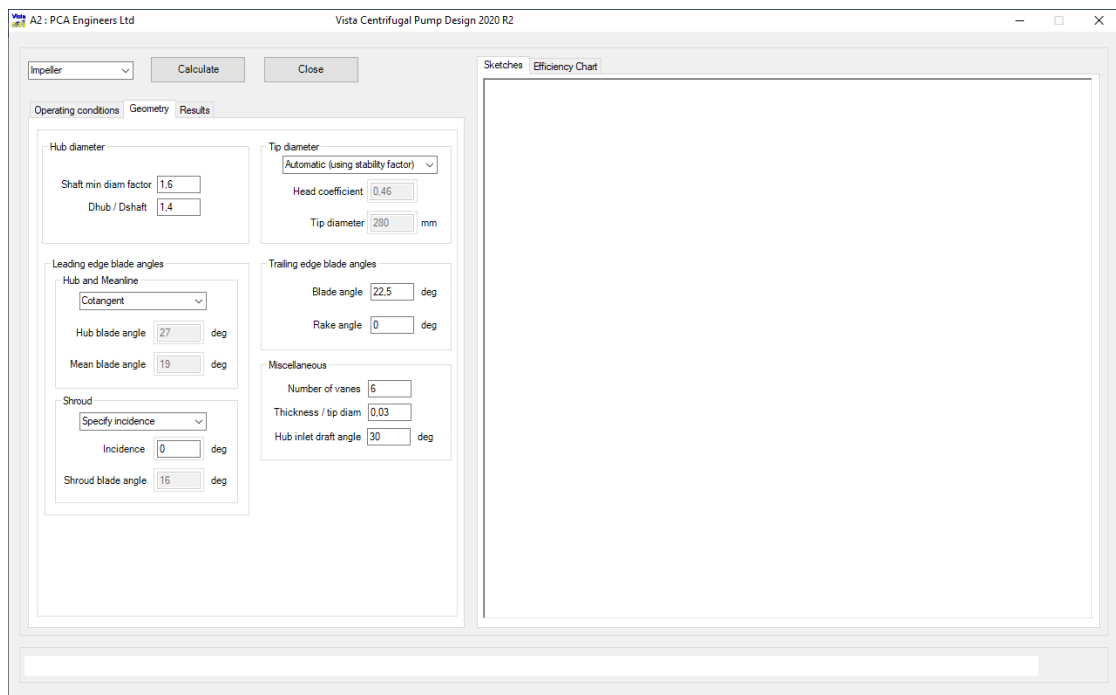 Vista A2 : PCA Engineers Ltd Vista Centrifugal Pump Design 2020 R2
Impeller Calculate Close
Operating conditions Geometry Results
Hub diameter
Shaft min diam factor 1,6
Dhub / Dshaft 1,4
Tip diameter
Automatic (using stability factor)
Head coefficient 0,46
Tip diameter 280 mm
Leading edge blade angles
Hub and Meanline
Cotangent
Hub blade angle 27 deg
Mean blade angle 19 deg
Shroud
Specify incidence
Incidence 0 deg
Shroud blade angle 16 deg
Trailing edge blade angles
Blade angle 22,5 deg
Rake angle 0 deg
Miscellaneous
Number of vanes 6
Thickness / tip diam 0,03
Hub inlet draft angle 30 deg
Sketches Efficiency Chart